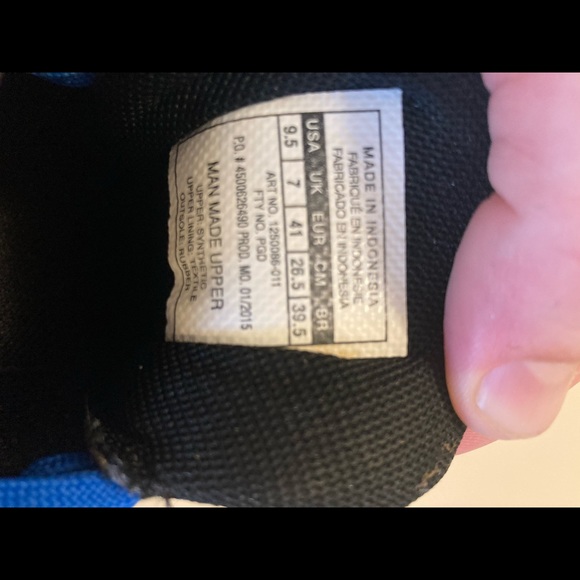 MADE IN INDONESIA
FABRIQUÉ EN INDONÉSIE
FABRICADO EN INDONESIA
USA UK EUR CM BR
9.5 7 41 26.5 39.5
ART NO. 1250086-011
FTY NO. PGD
P.O. # 4500626490 PROD. MO. 01/2015
MAN MADE UPPER
UPPER: SYNTHETIC
UPPER LINING: TEXTILE
OUTSOLE: RUBBER